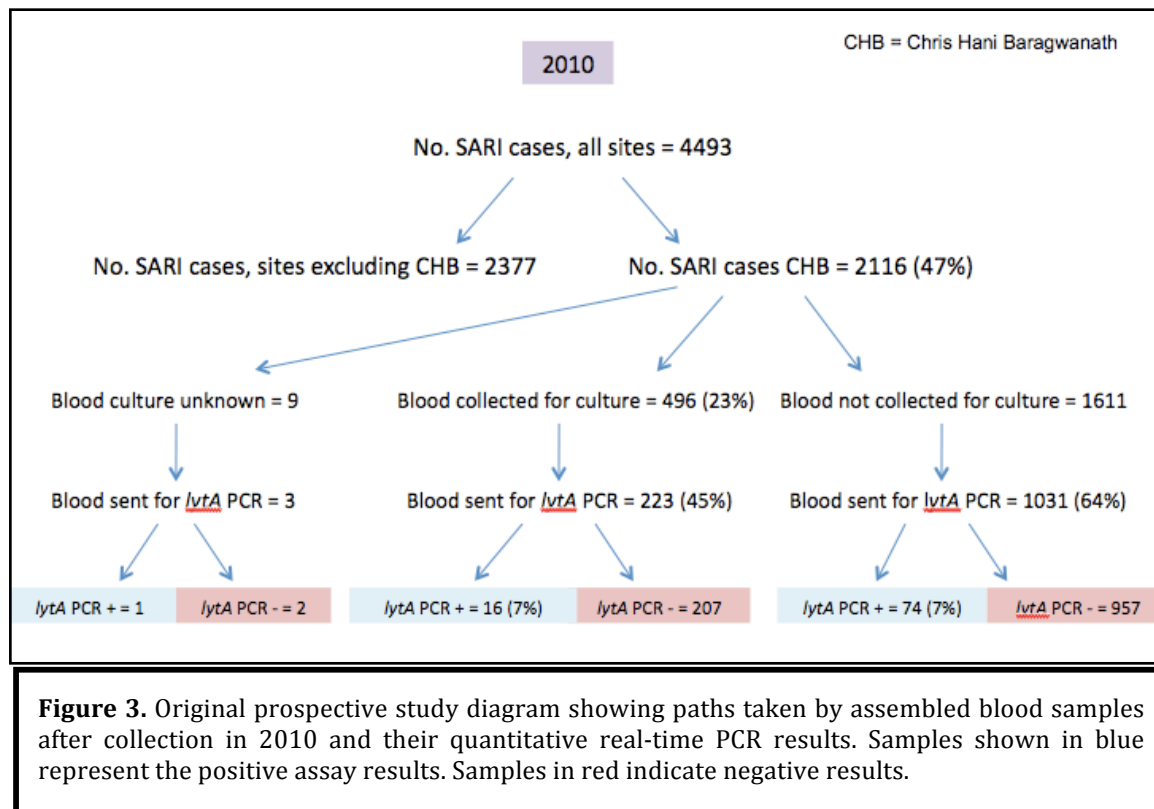 CHB = Chris Hani Baragwanath
2010
No. SARI cases, all sites = 4493
No. SARI cases, sites excluding CHB = 2377
No. SARI cases CHB = 2116 (47%)
Blood culture unknown = 9
Blood collected for culture = 496 (23%)
Blood not collected for culture = 1611
Blood sent for lytA PCR = 3
Blood sent for lytA PCR = 223 (45%)
Blood sent for lytA PCR = 1031 (64%)
lytA PCR + = 1
lytA PCR - = 2
lytA PCR + = 16 (7%)
lytA PCR - = 207
lytA PCR + = 74 (7%)
lytA PCR - = 957
Figure 3. Original prospective study diagram showing paths taken by assembled blood samples
after collection in 2010 and their quantitative real-time PCR results. Samples shown in blue
represent the positive assay results. Samples in red indicate negative results.